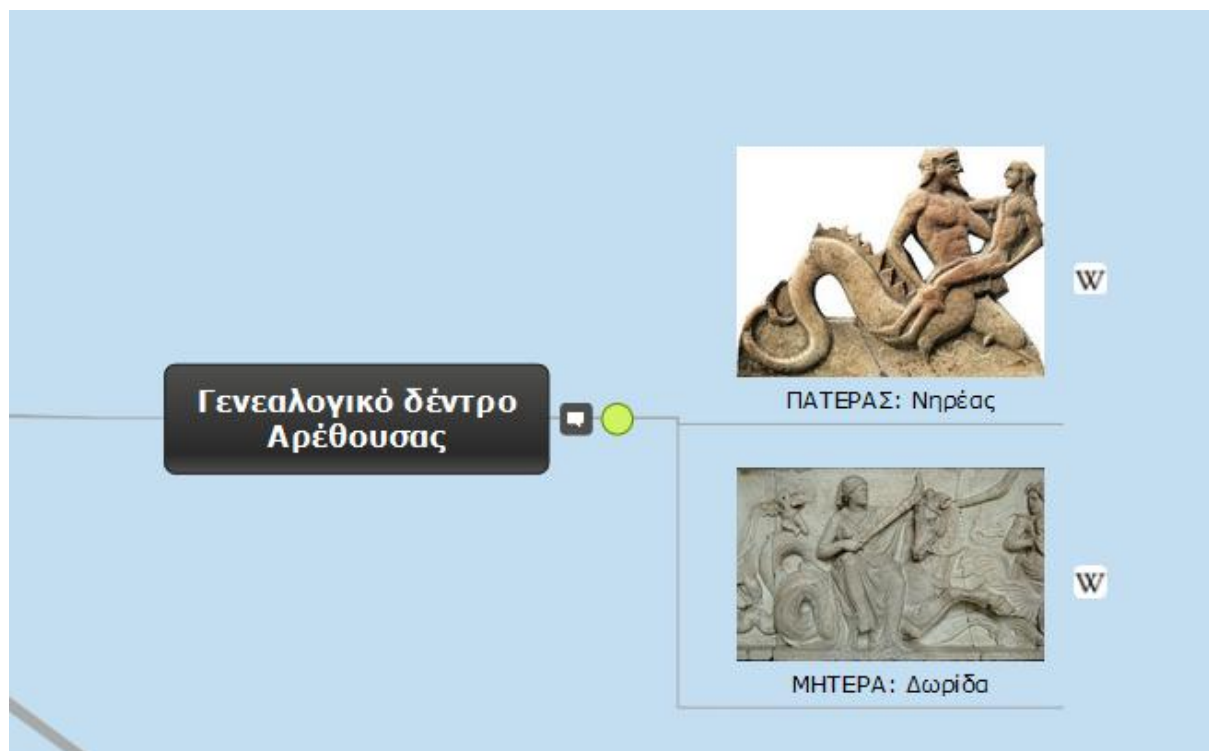 Γενεαλογικό δέντρο
Αρέθουσας
ΠΑΤΕΡΑΣ: Νηρέας
W
ΜΗΤΕΡΑ: Δωρίδα
W